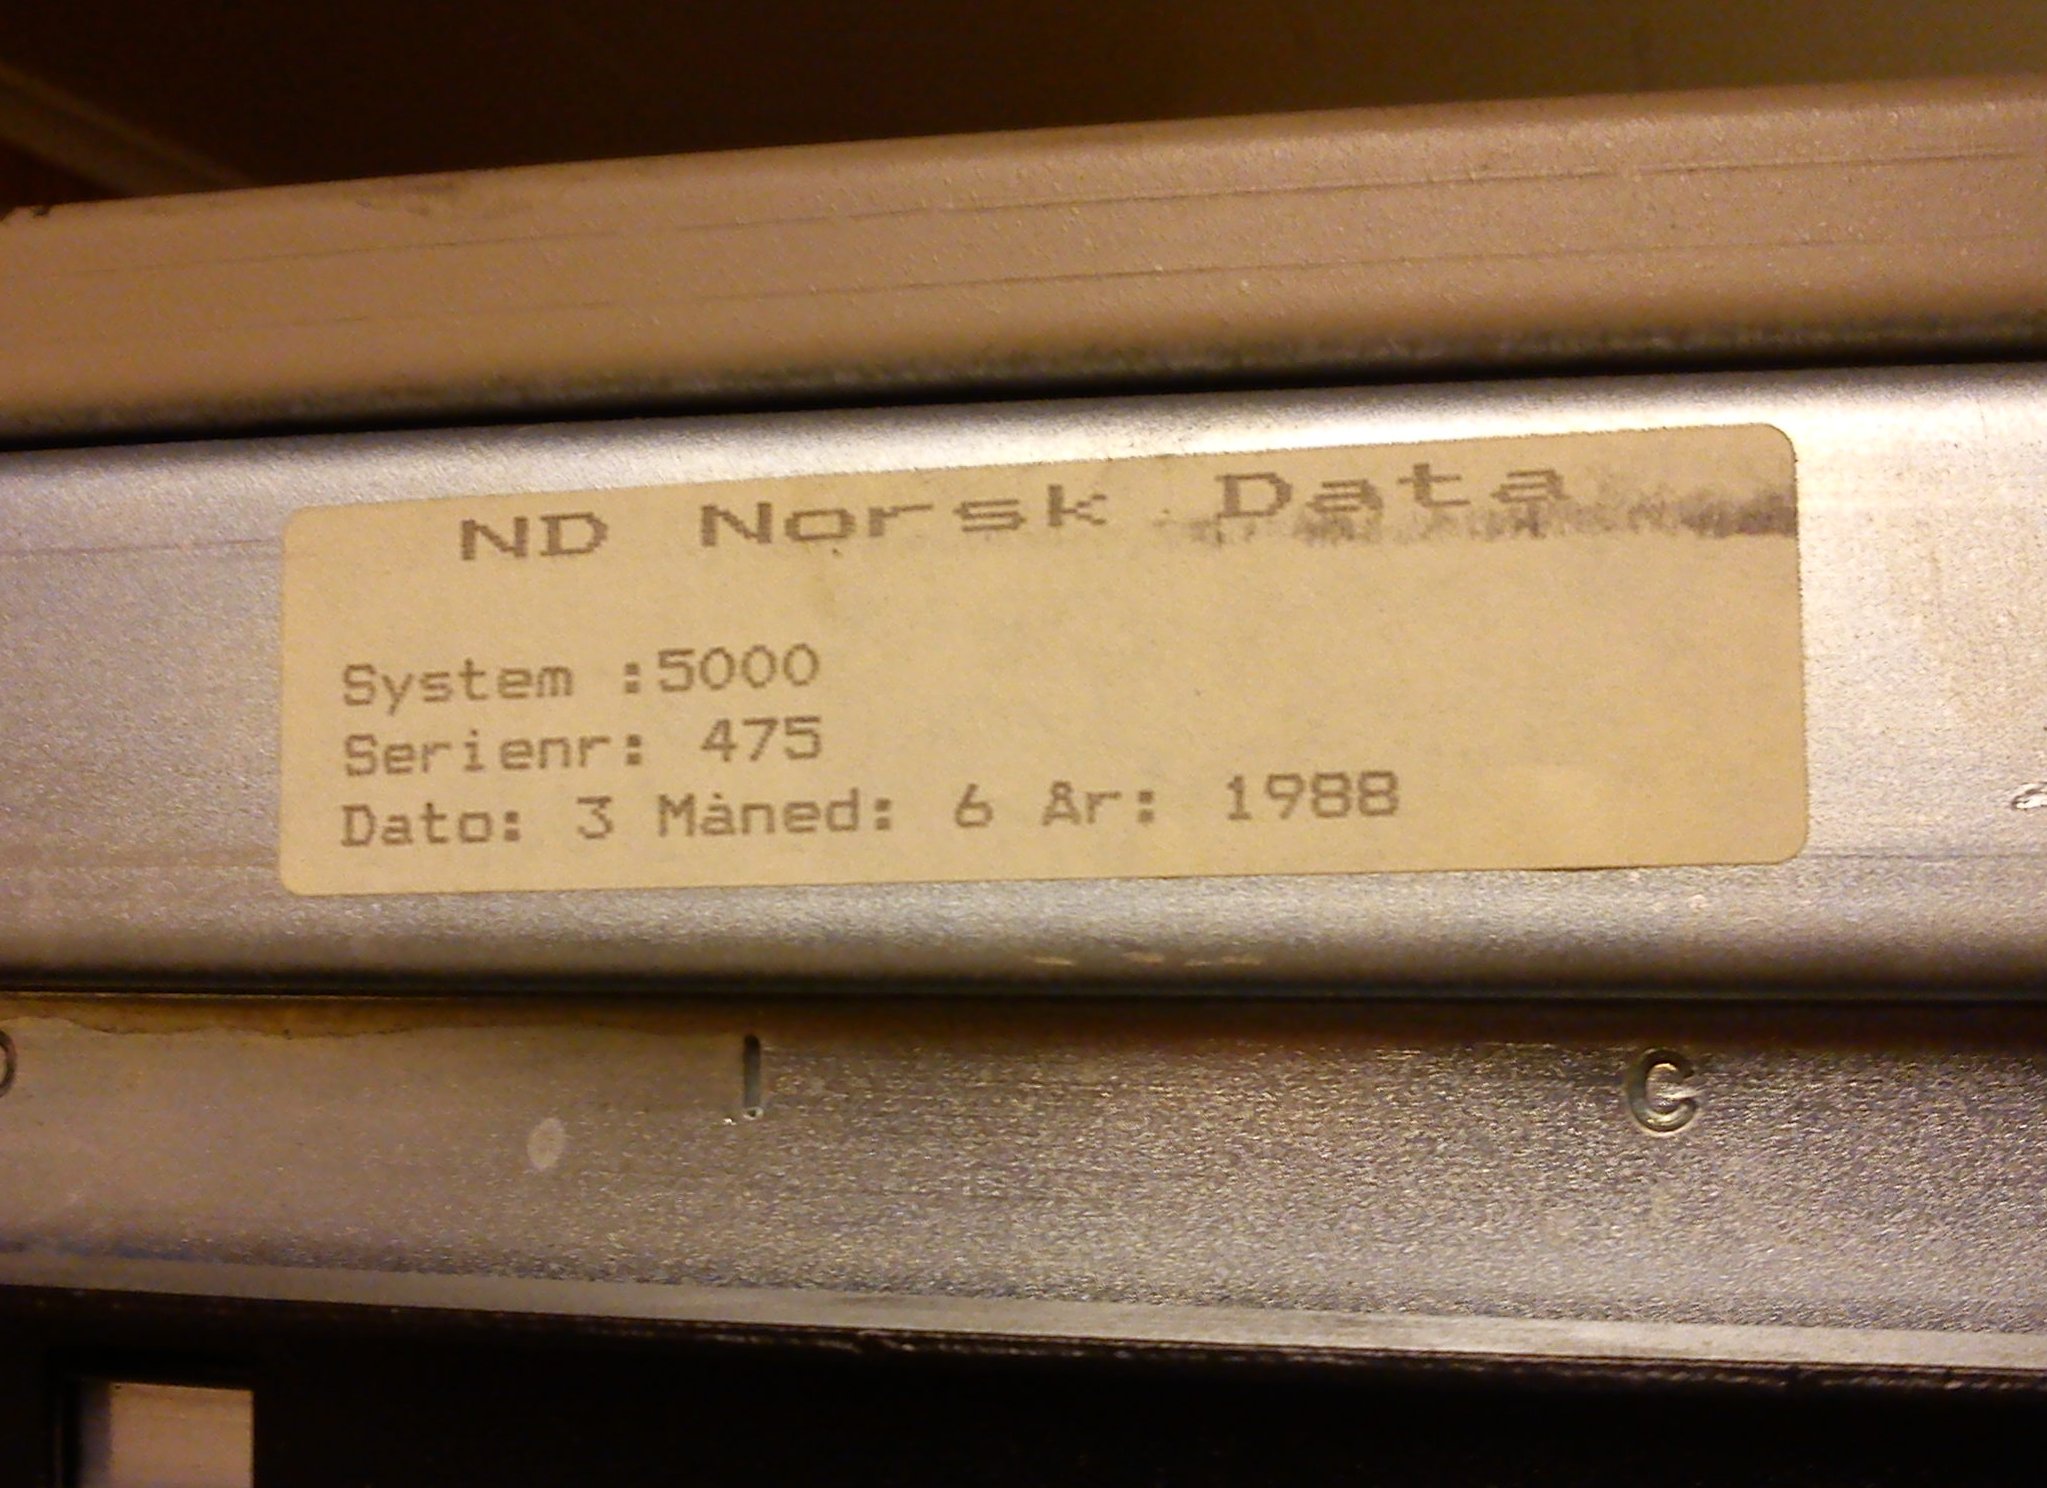 ND Norsk Data
System :5000
Serienr: 475
Dato: 3 Måned: 6 År: 1988
I C